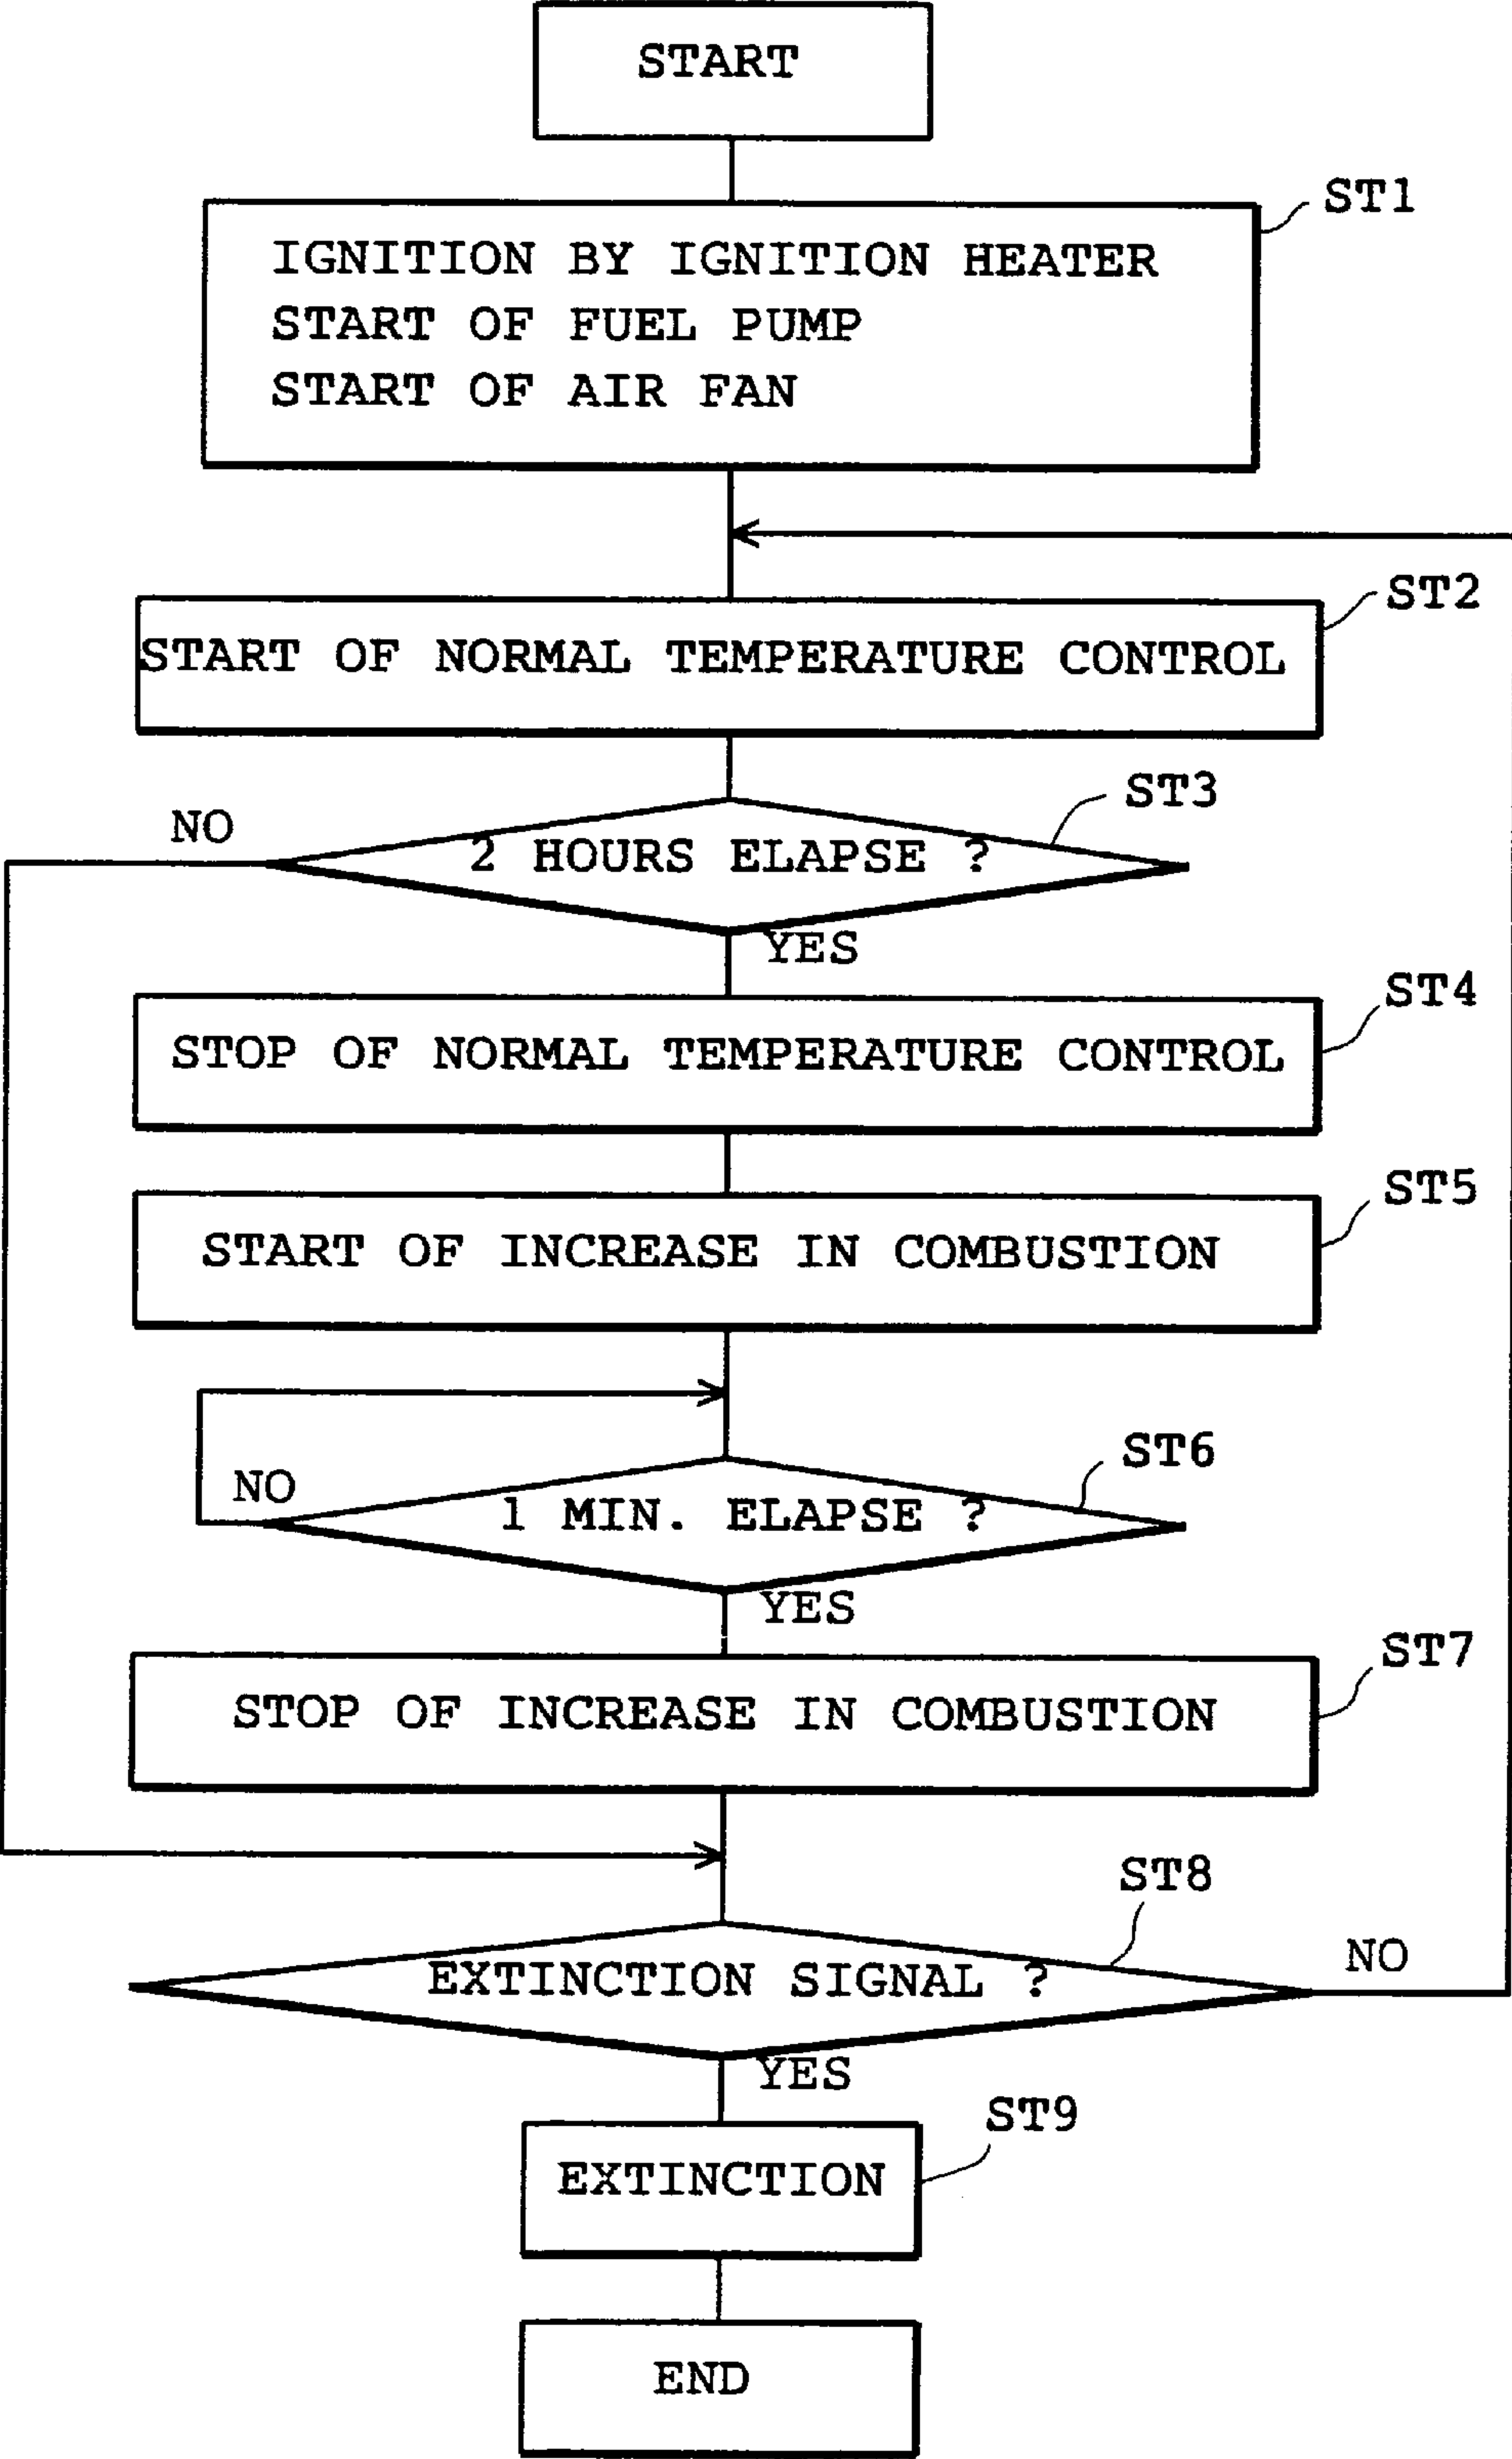 START
ST1
IGNITION BY IGNITION HEATER
START OF FUEL PUMP
START OF AIR FAN
ST2
START OF NORMAL TEMPERATURE CONTROL
ST3
NO
2 HOURS ELAPSE ?
YES
ST4
STOP OF NORMAL TEMPERATURE CONTROL
ST5
START OF INCREASE IN COMBUSTION
ST6
NO
1 MIN. ELAPSE ?
YES
ST7
STOP OF INCREASE IN COMBUSTION
ST8
NO
EXTINCTION SIGNAL ?
YES
ST9
EXTINCTION
END